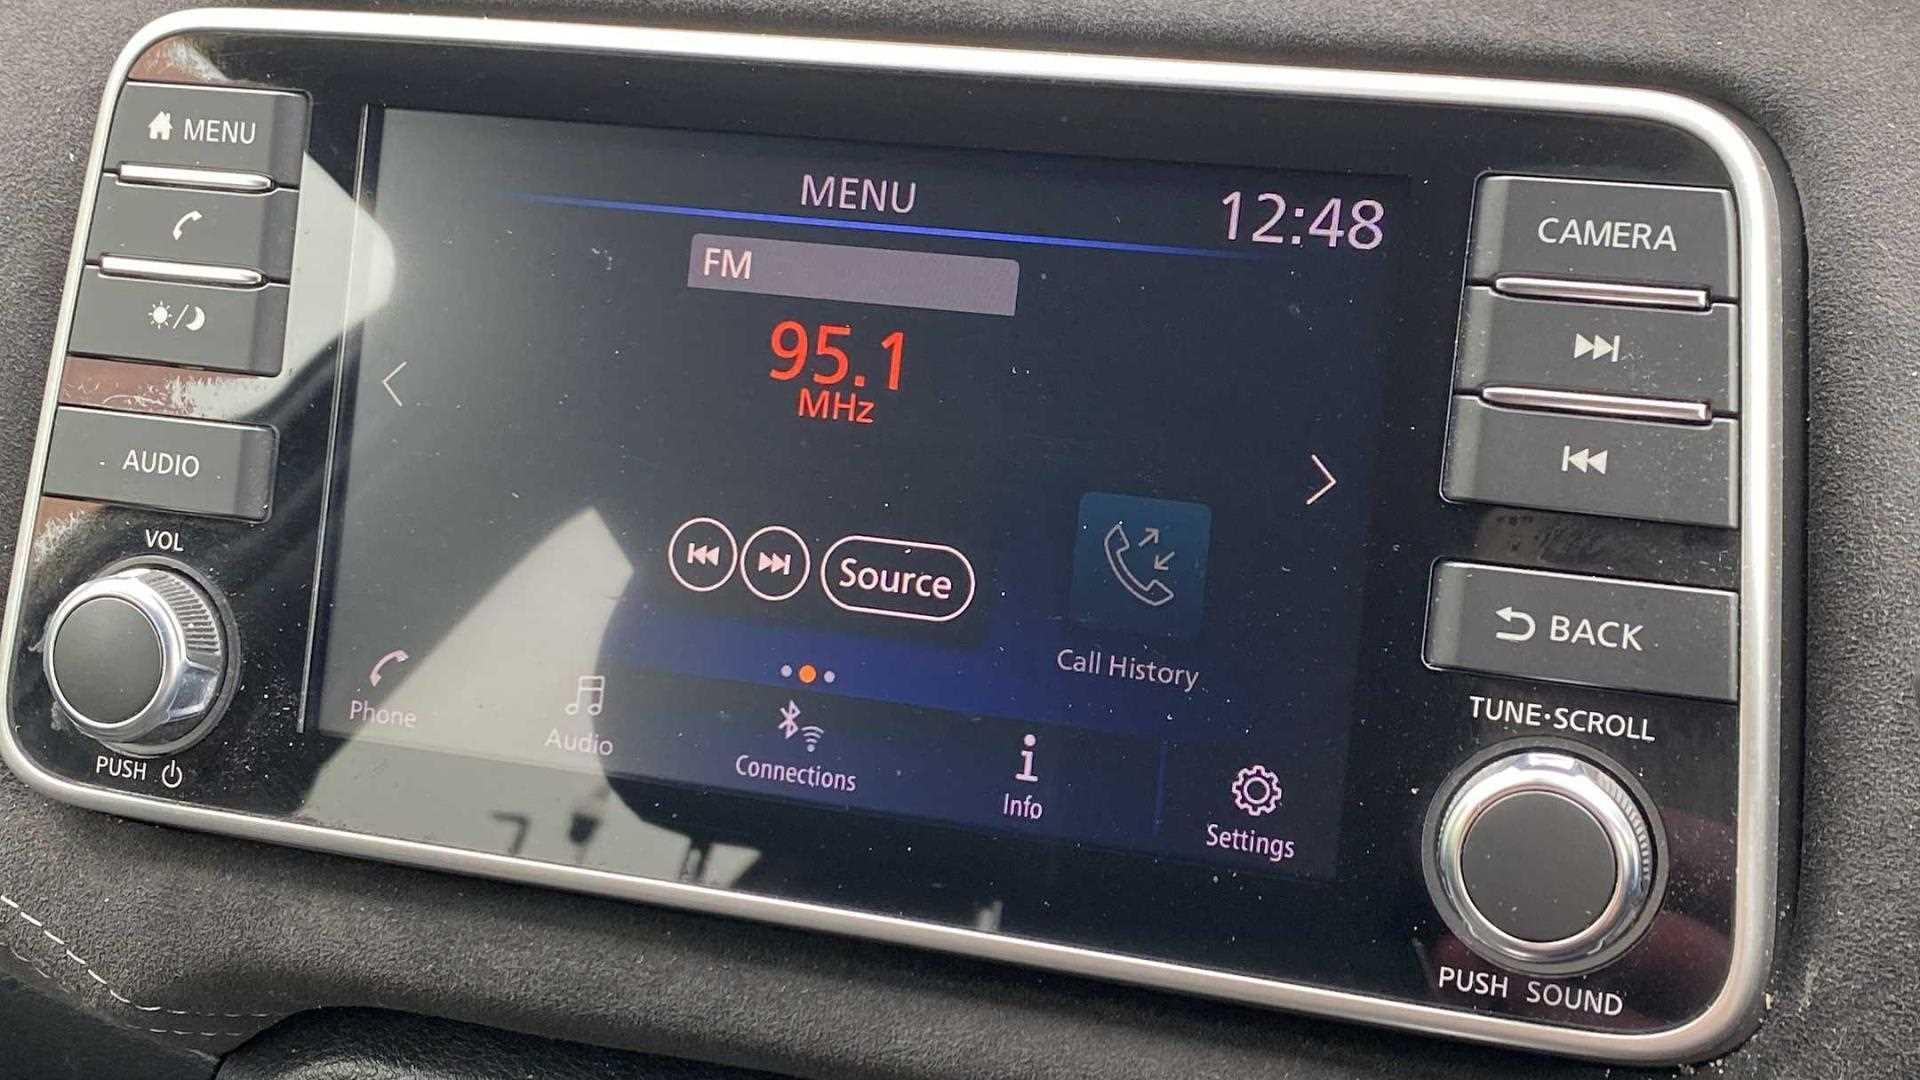 MENU
AUDIO
VOL
PUSH
MENU
12:48
FM
95.1
MHz
Source
Call History
Phone
Audio
Connections
Info
Settings
CAMERA
BACK
TUNE·SCROLL
PUSH SOUND